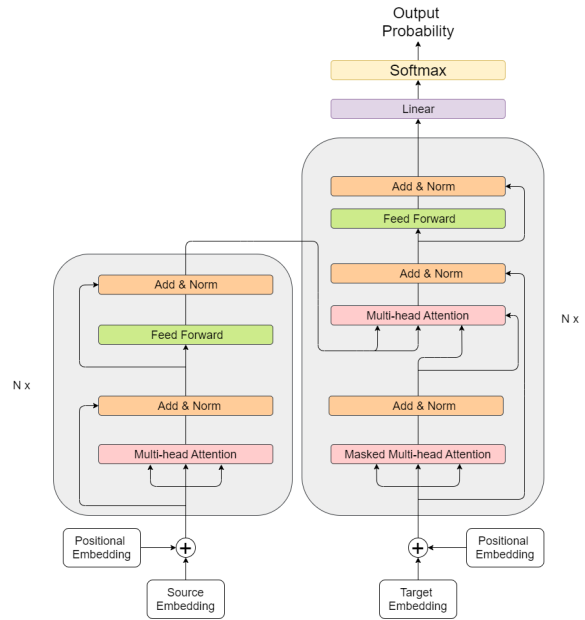 Output
Probability
Softmax
Linear
Add & Norm
Feed Forward
Add & Norm
Multi-head Attention
Add & Norm
Masked Multi-head Attention
N x
Add & Norm
Feed Forward
Add & Norm
Multi-head Attention
N x
Positional
Embedding
Source
Embedding
Positional
Embedding
Target
Embedding